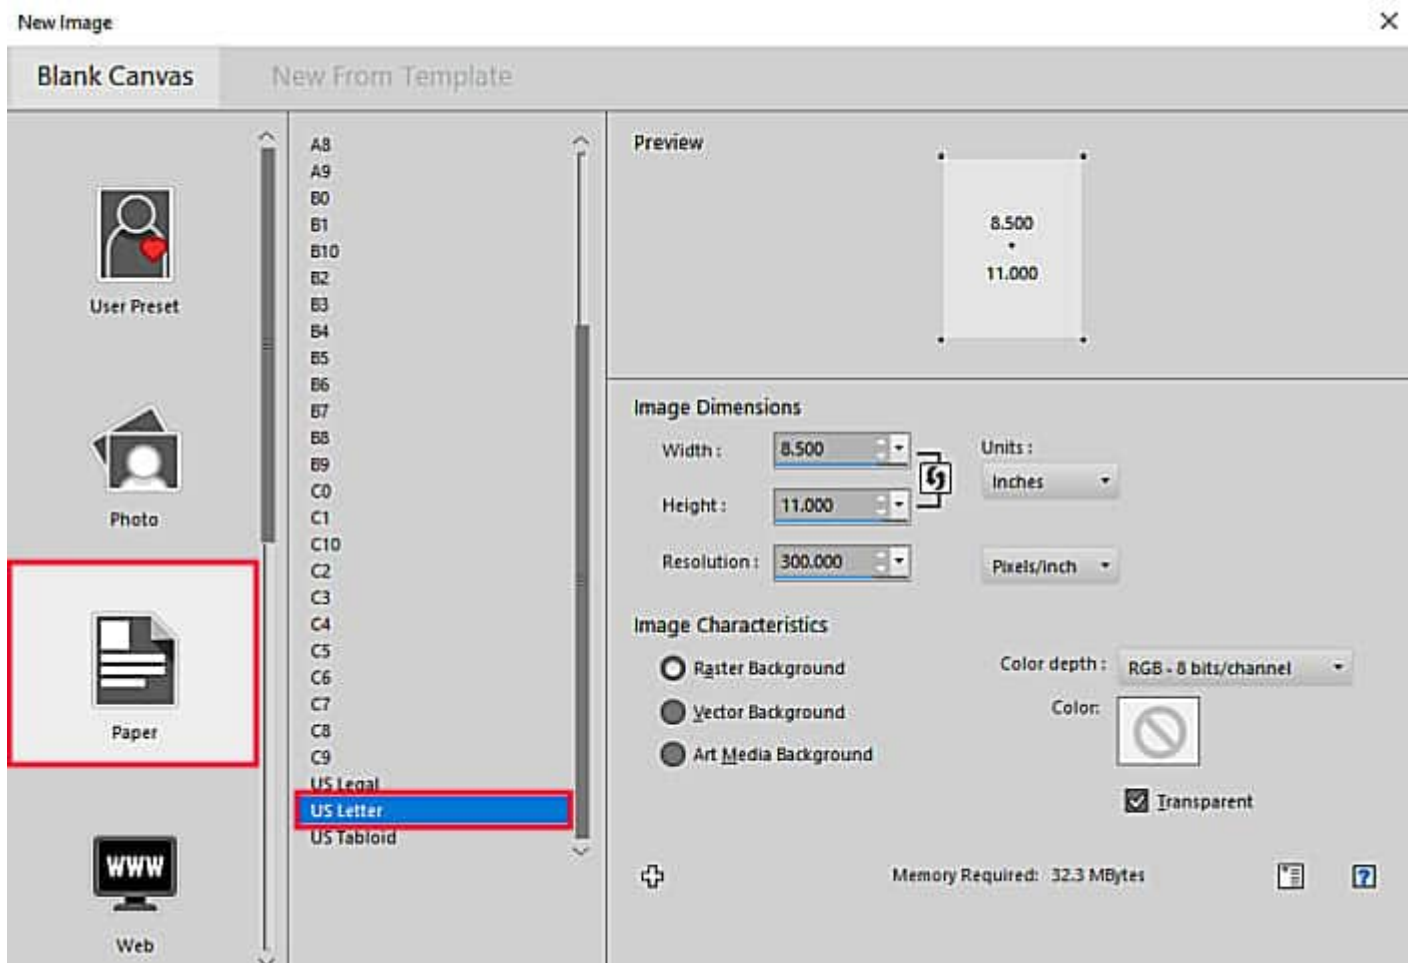 New Image
Blank Canvas
New From Template
User Preset
Photo
Paper
WWW
Web
A8
A9
B0
B1
B10
B2
B3
B4
B5
B6
B7
B8
B9
C0
C1
C10
C2
C3
C4
C5
C6
C7
C8
C9
US Legal
US Letter
US Tabloid
Preview
8.500
11.000
Image Dimensions
Width : 8.500
Units :
Inches
Height : 11.000
Resolution : 300.000 Pixels/inch
Image Characteristics
Raster Background
Vector Background
Art Media Background
Color depth : RGB - 8 bits/channel
Color:
Transparent
Memory Required: 32.3 MBytes
?